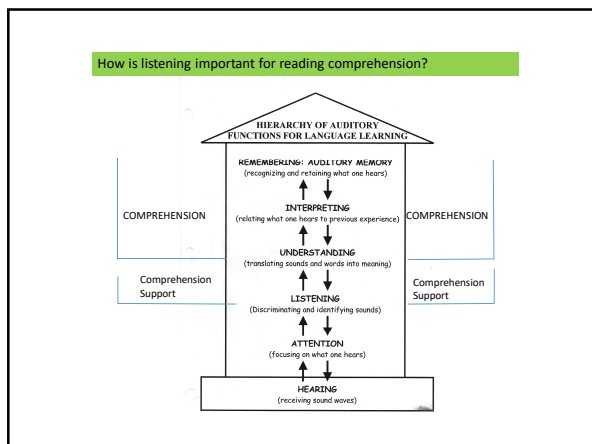 How is listening important for reading comprehension?
HIERARCHY OF AUDITORY
FUNCTIONS FOR LANGUAGE LEARNING
REMEMBERING: AUDITORY MEMORY
(recognizing and retaining what one hears)
INTERPRETING
(relating what one hears to previous experience)
COMPREHENSION
COMPREHENSION
UNDERSTANDING
(translating sounds and words into meaning)
Comprehension
Support
Comprehension
Support
LISTENING
(Discriminating and identifying sounds)
ATTENTION
(focusing on what one hears)
HEARING
(receiving sound waves)